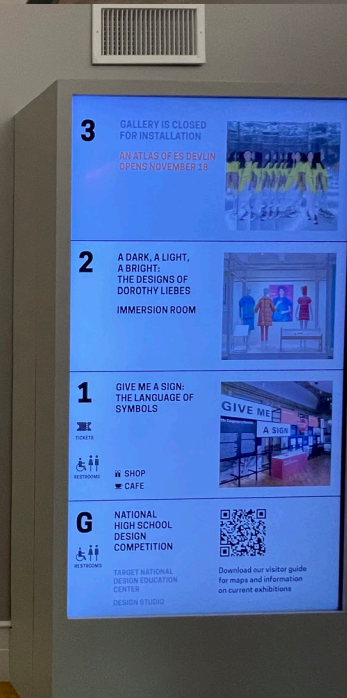 3
GALLERY IS CLOSED
FOR INSTALLATION
AN ATLAS OF ES DEVLIN
OPENS NOVEMBER 18
2
A DARK, A LIGHT,
A BRIGHT:
THE DESIGNS OF
DOROTHY LIEBES
IMMERSION ROOM
1
TICKETS
RESTROOMS
GIVE ME A SIGN:
THE LANGUAGE OF
SYMBOLS
SHOP
CAFE
GIVE ME
A SIGN
G
RESTROOMS
NATIONAL
HIGH SCHOOL
DESIGN
COMPETITION
TARGET NATIONAL
DESIGN EDUCATION
CENTER
DESIGN STUDIO
Download our visitor guide
for maps and information
on current exhibitions